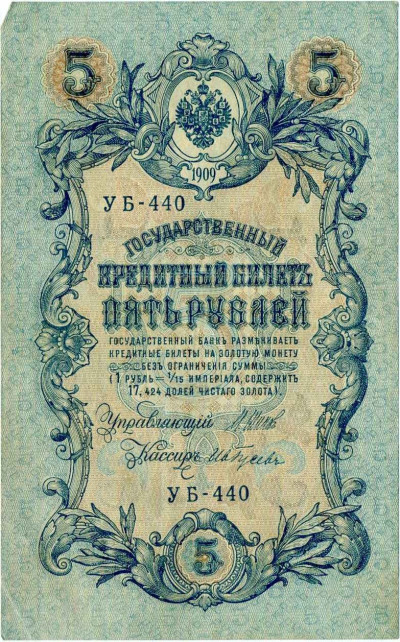 5 5
1909
УБ-440
ГОСУДАРСТВЕННЫЙ
КРЕДИТНЫЙ БИЛЕТЪ
ПЯТЬ РУБЛЕЙ
ГОСУДАРСТВЕННЫЙ БАНКЪ РАЗМѢНИВАЕТЪ
КРЕДИТНЫЕ БИЛЕТЫ НА ЗОЛОТУЮ МОНЕТУ
БЕЗЪ ОГРАНИЧЕНІЯ СУММЫ
(1 РУБЛЬ = 1/15 ИМПЕРІАЛА, СОДЕРЖИТЪ
17,424 ДОЛЕЙ ЧИСТАГО ЗОЛОТА).
Управляющій
Кассиръ
УБ-440
5